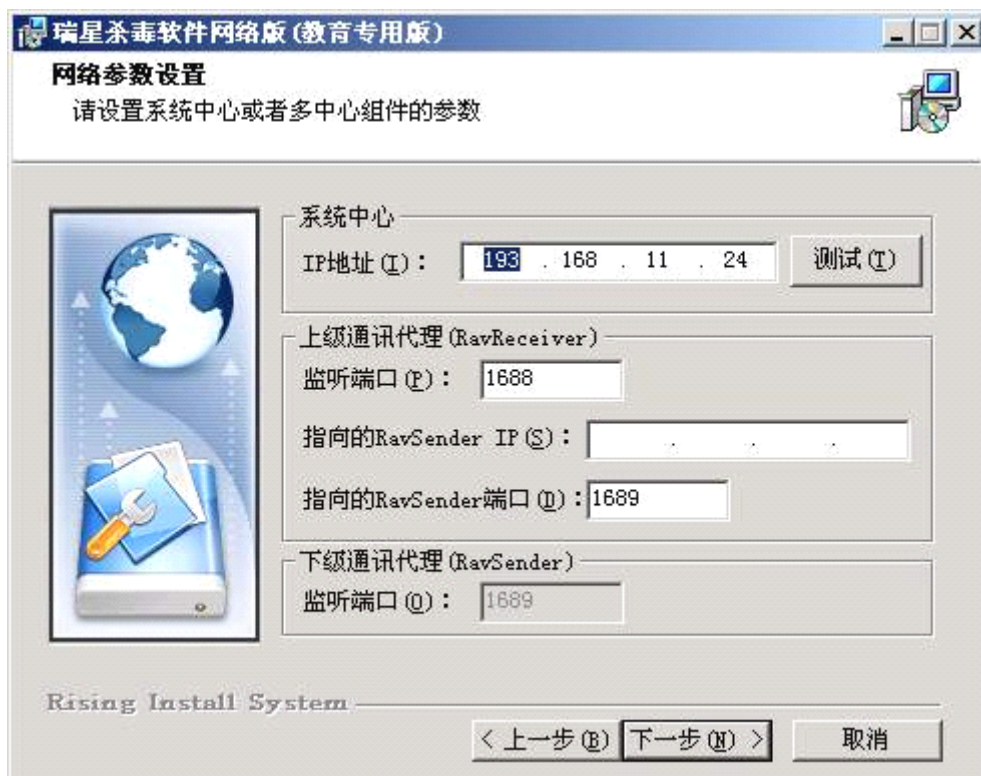 瑞星杀毒软件网络版(教育专用版)
网络参数设置
请设置系统中心或者多中心组件的参数
系统中心
IP地址(I): 193 . 168 . 11 . 24 测试(T)
上级通讯代理(RavReceiver)
监听端口(P): 1688
指向的RavSender IP(S): . . .
指向的RavSender端口(D): 1689
下级通讯代理(RavSender)
监听端口(O): 1689
Rising Install System
< 上一步(B) 下一步(N) > 取消